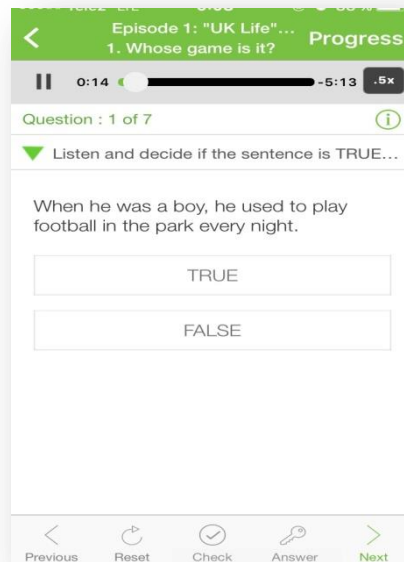 Episode 1: "UK Life"...
1. Whose game is it?
Progress
0:14
-5:13
.5x
Question : 1 of 7
Listen and decide if the sentence is TRUE...
When he was a boy, he used to play
football in the park every night.
TRUE
FALSE
Previous Reset Check Answer Next